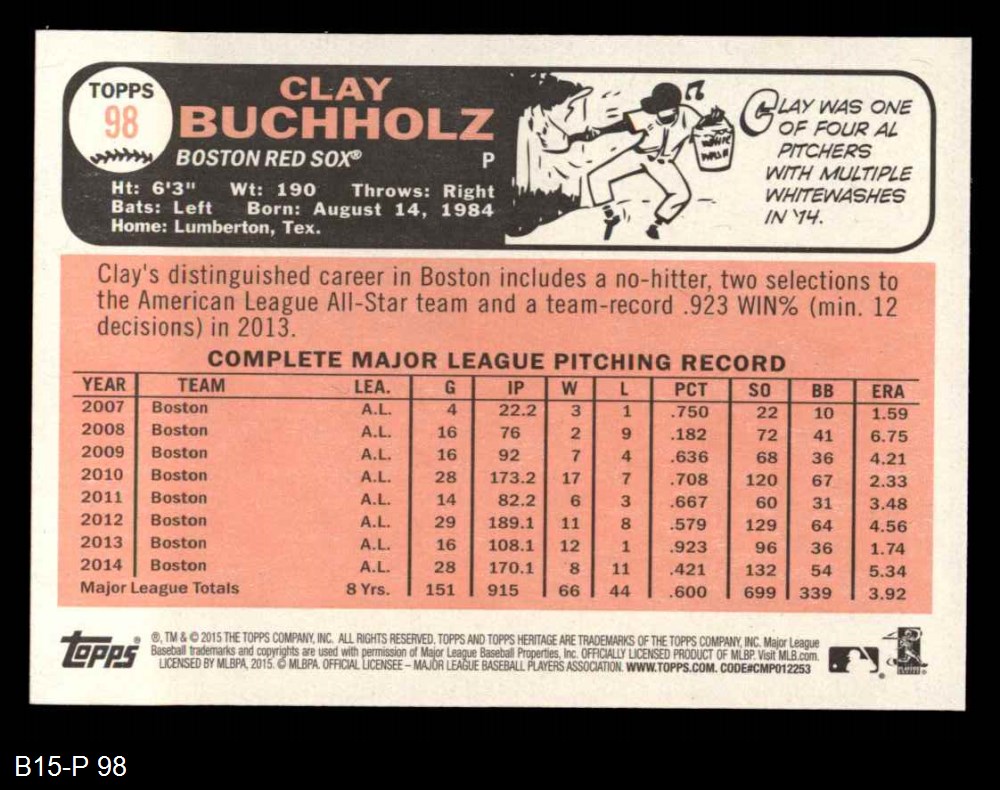 TOPPS
98
CLAY
BUCHHOLZ
BOSTON RED SOX® P
Ht: 6'3" Wt: 190 Throws: Right
Bats: Left Born: August 14, 1984
Home: Lumberton, Tex.
WHITE
WASH
CLAY WAS ONE
OF FOUR AL
PITCHERS
WITH MULTIPLE
WHITEWASHES
IN '14.
Clay's distinguished career in Boston includes a no-hitter, two selections to
the American League All-Star team and a team-record .923 WIN% (min. 12
decisions) in 2013.
COMPLETE MAJOR LEAGUE PITCHING RECORD
YEAR TEAM LEA. G IP W L PCT SO BB ERA
2007 Boston A.L. 4 22.2 3 1 .750 22 10 1.59
2008 Boston A.L. 16 76 2 9 .182 72 41 6.75
2009 Boston A.L. 16 92 7 4 .636 68 36 4.21
2010 Boston A.L. 28 173.2 17 7 .708 120 67 2.33
2011 Boston A.L. 14 82.2 6 3 .667 60 31 3.48
2012 Boston A.L. 29 189.1 11 8 .579 129 64 4.56
2013 Boston A.L. 16 108.1 12 1 .923 96 36 1.74
2014 Boston A.L. 28 170.1 8 11 .421 132 54 5.34
Major League Totals 8 Yrs. 151 915 66 44 .600 699 339 3.92
Topps®
®, TM & © 2015 THE TOPPS COMPANY, INC. ALL RIGHTS RESERVED. TOPPS AND TOPPS HERITAGE ARE TRADEMARKS OF THE TOPPS COMPANY, INC. Major League
Baseball trademarks and copyrights are used with permission of Major League Baseball Properties, Inc. OFFICIALLY LICENSED PRODUCT OF MLBP. Visit MLB.com.
LICENSED BY MLBPA, 2015. © MLBPA. OFFICIAL LICENSEE – MAJOR LEAGUE BASEBALL PLAYERS ASSOCIATION. WWW.TOPPS.COM. CODE#CMP012253
B15-P 98